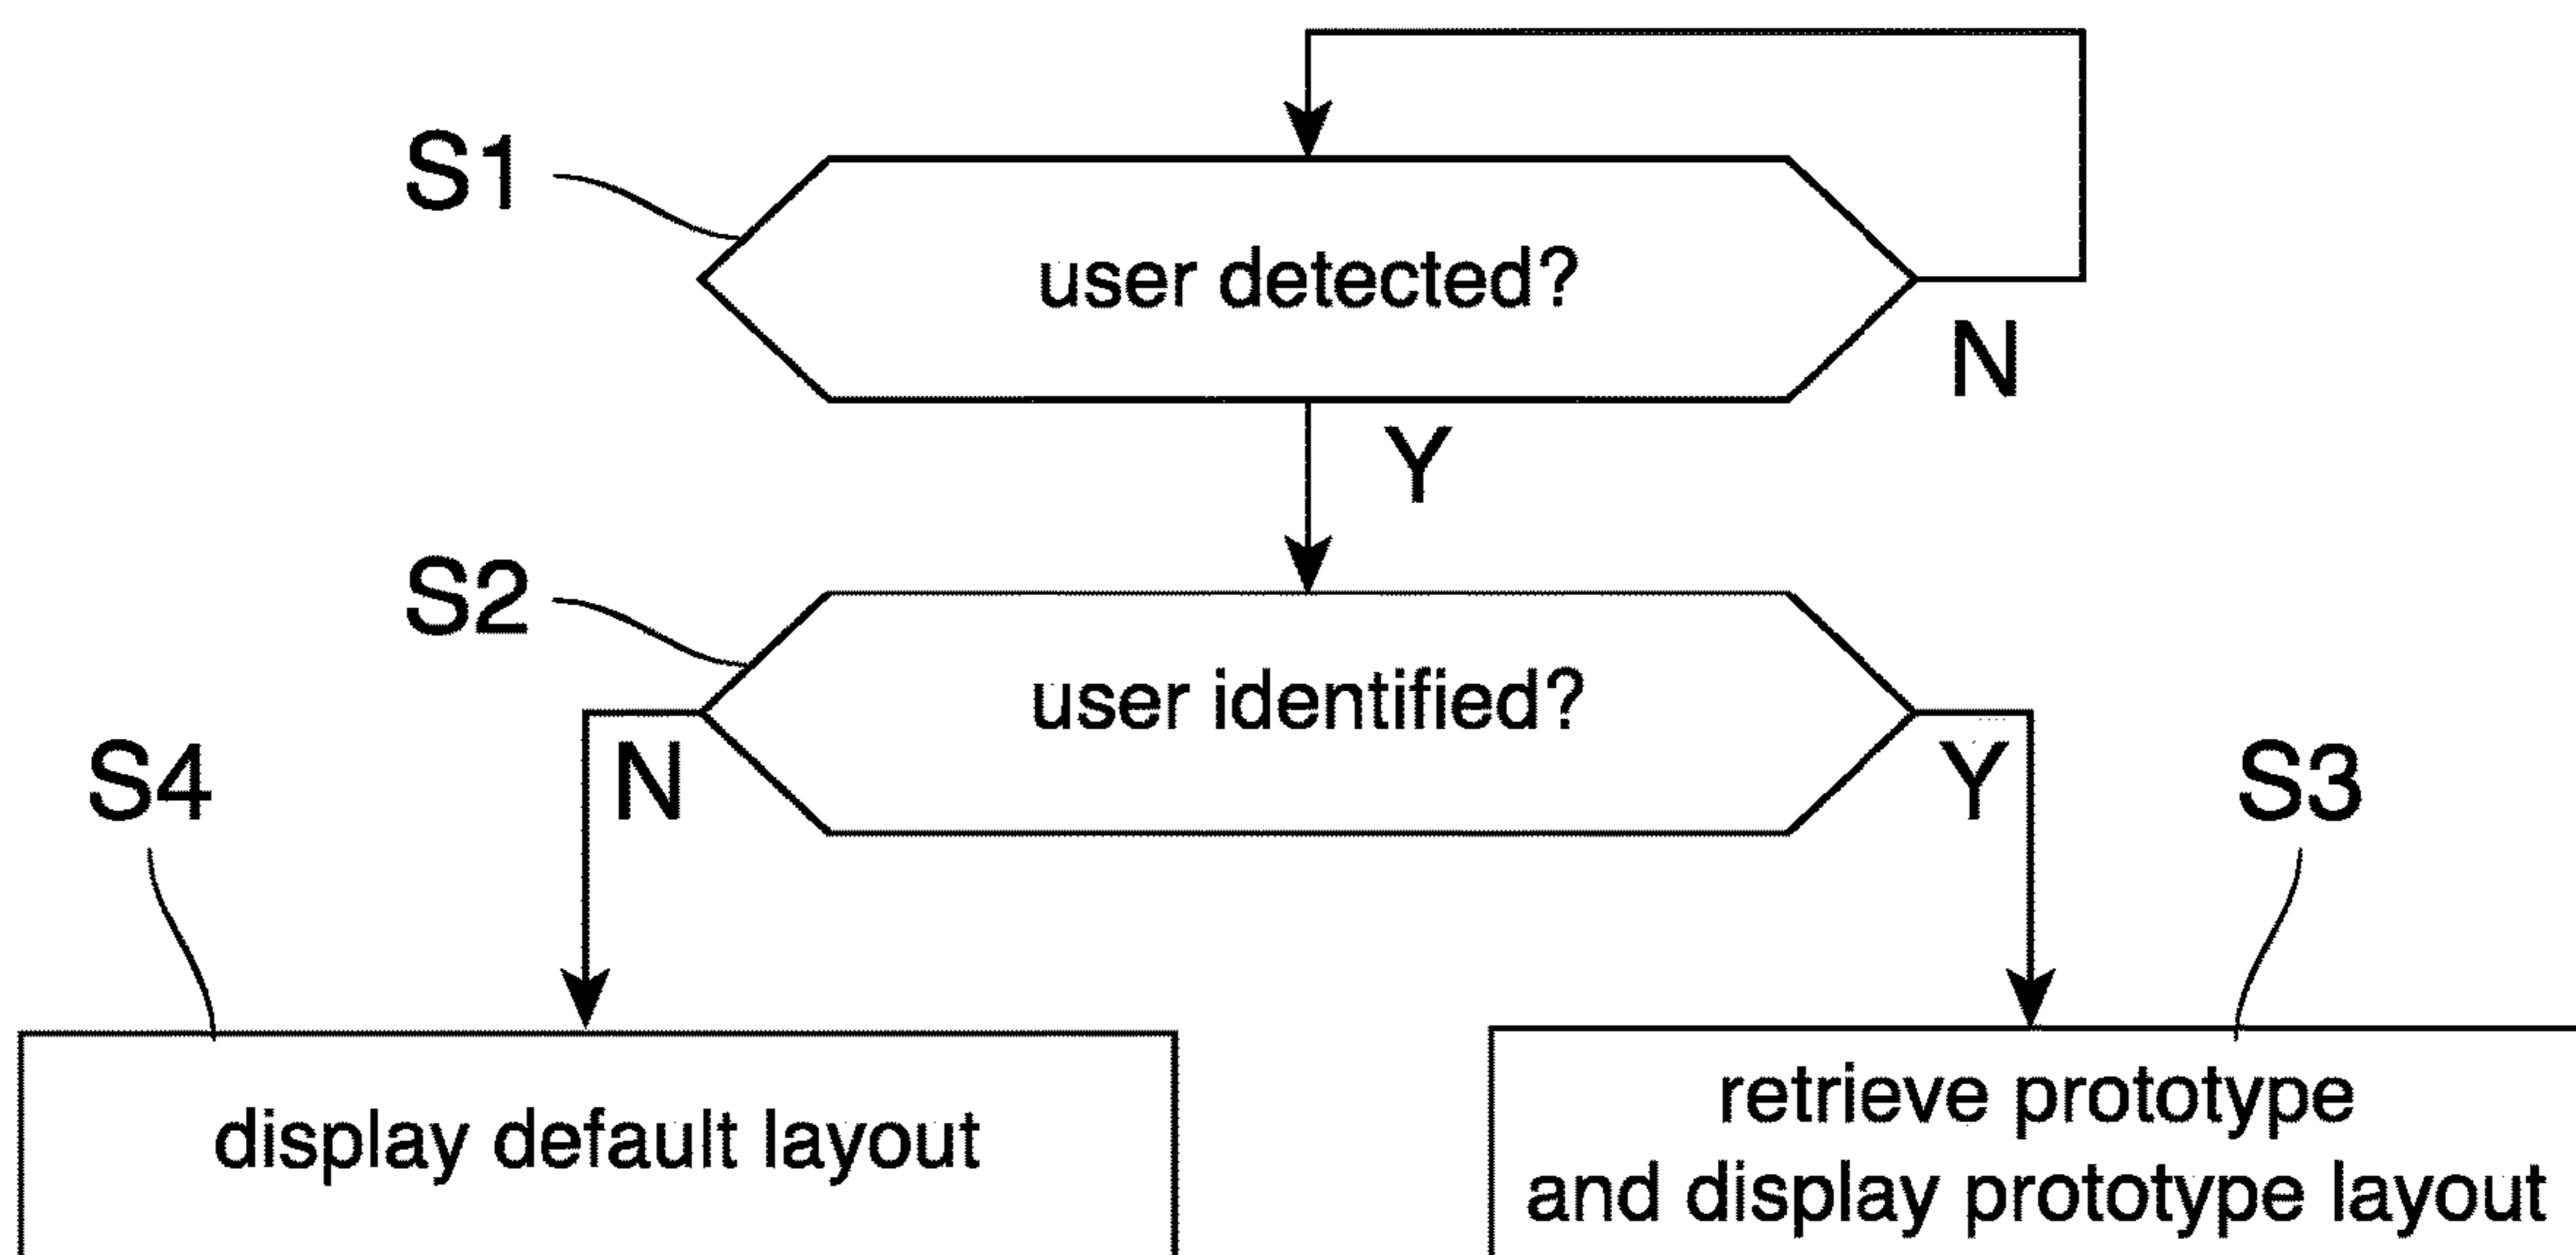 S1
user detected?
N
Y
S2
user identified?
S4
N
Y
S3
display default layout
retrieve prototype
and display prototype layout